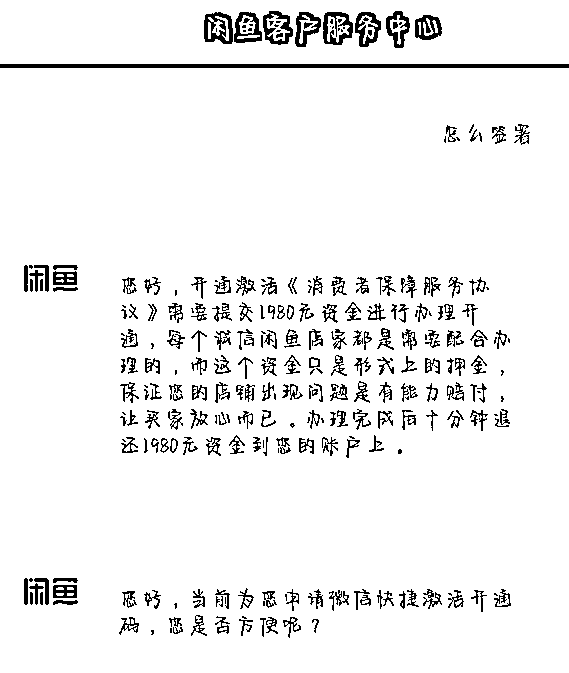 闲鱼客户服务中心
怎么签署
闲鱼
您好，开通激活《消费者保障服务协
议》需要提交1980元资金进行办理开
通，每个诚信闲鱼店家都是需要配合办
理的，而这个资金只是形式上的押金，
保证您的店铺出现问题是有能力赔付，
让买家放心而已。办理完成后十分钟退
还1980元资金到您的账户上.
闲鱼
您好，当前为您申请微信快捷激活开通
码，您是否方便呢？